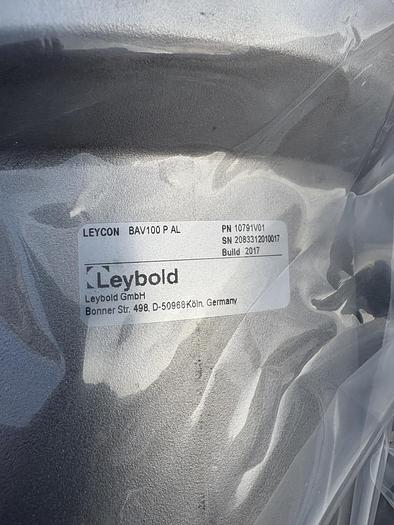 LEYCON BAV100 P AL PN 10791V01
SN 2083312010017
Build 2017
Leybold
Leybold GmbH
Bonner Str. 498, D-50968 Köln, Germany